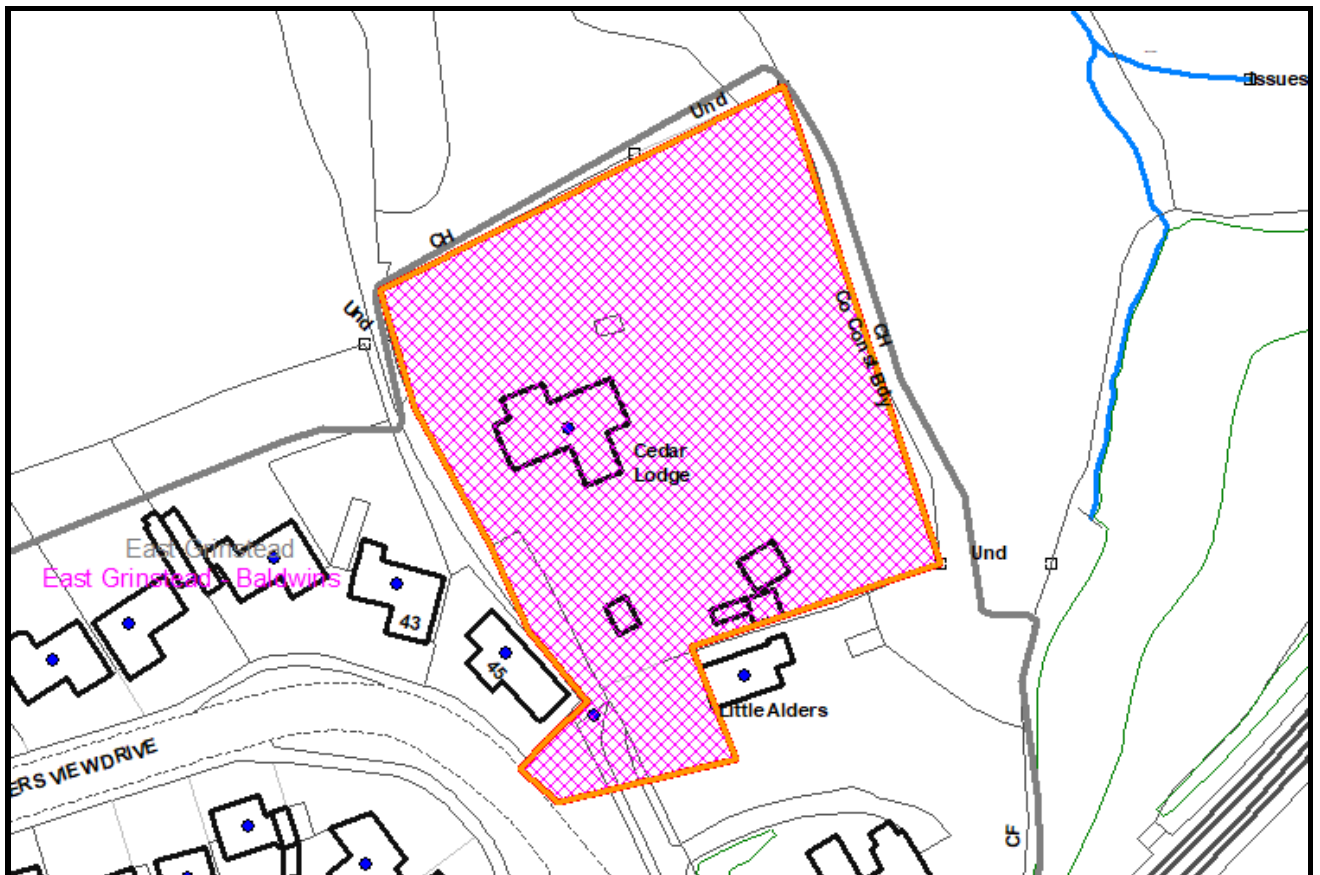 Issues
Und
CH
Und
Co Const Bdy
CH
Cedar
Lodge
East Grinstead
Und
East Grinstead - Baldwins
43
45
Little Alders
ERS VIEW DRIVE
CF